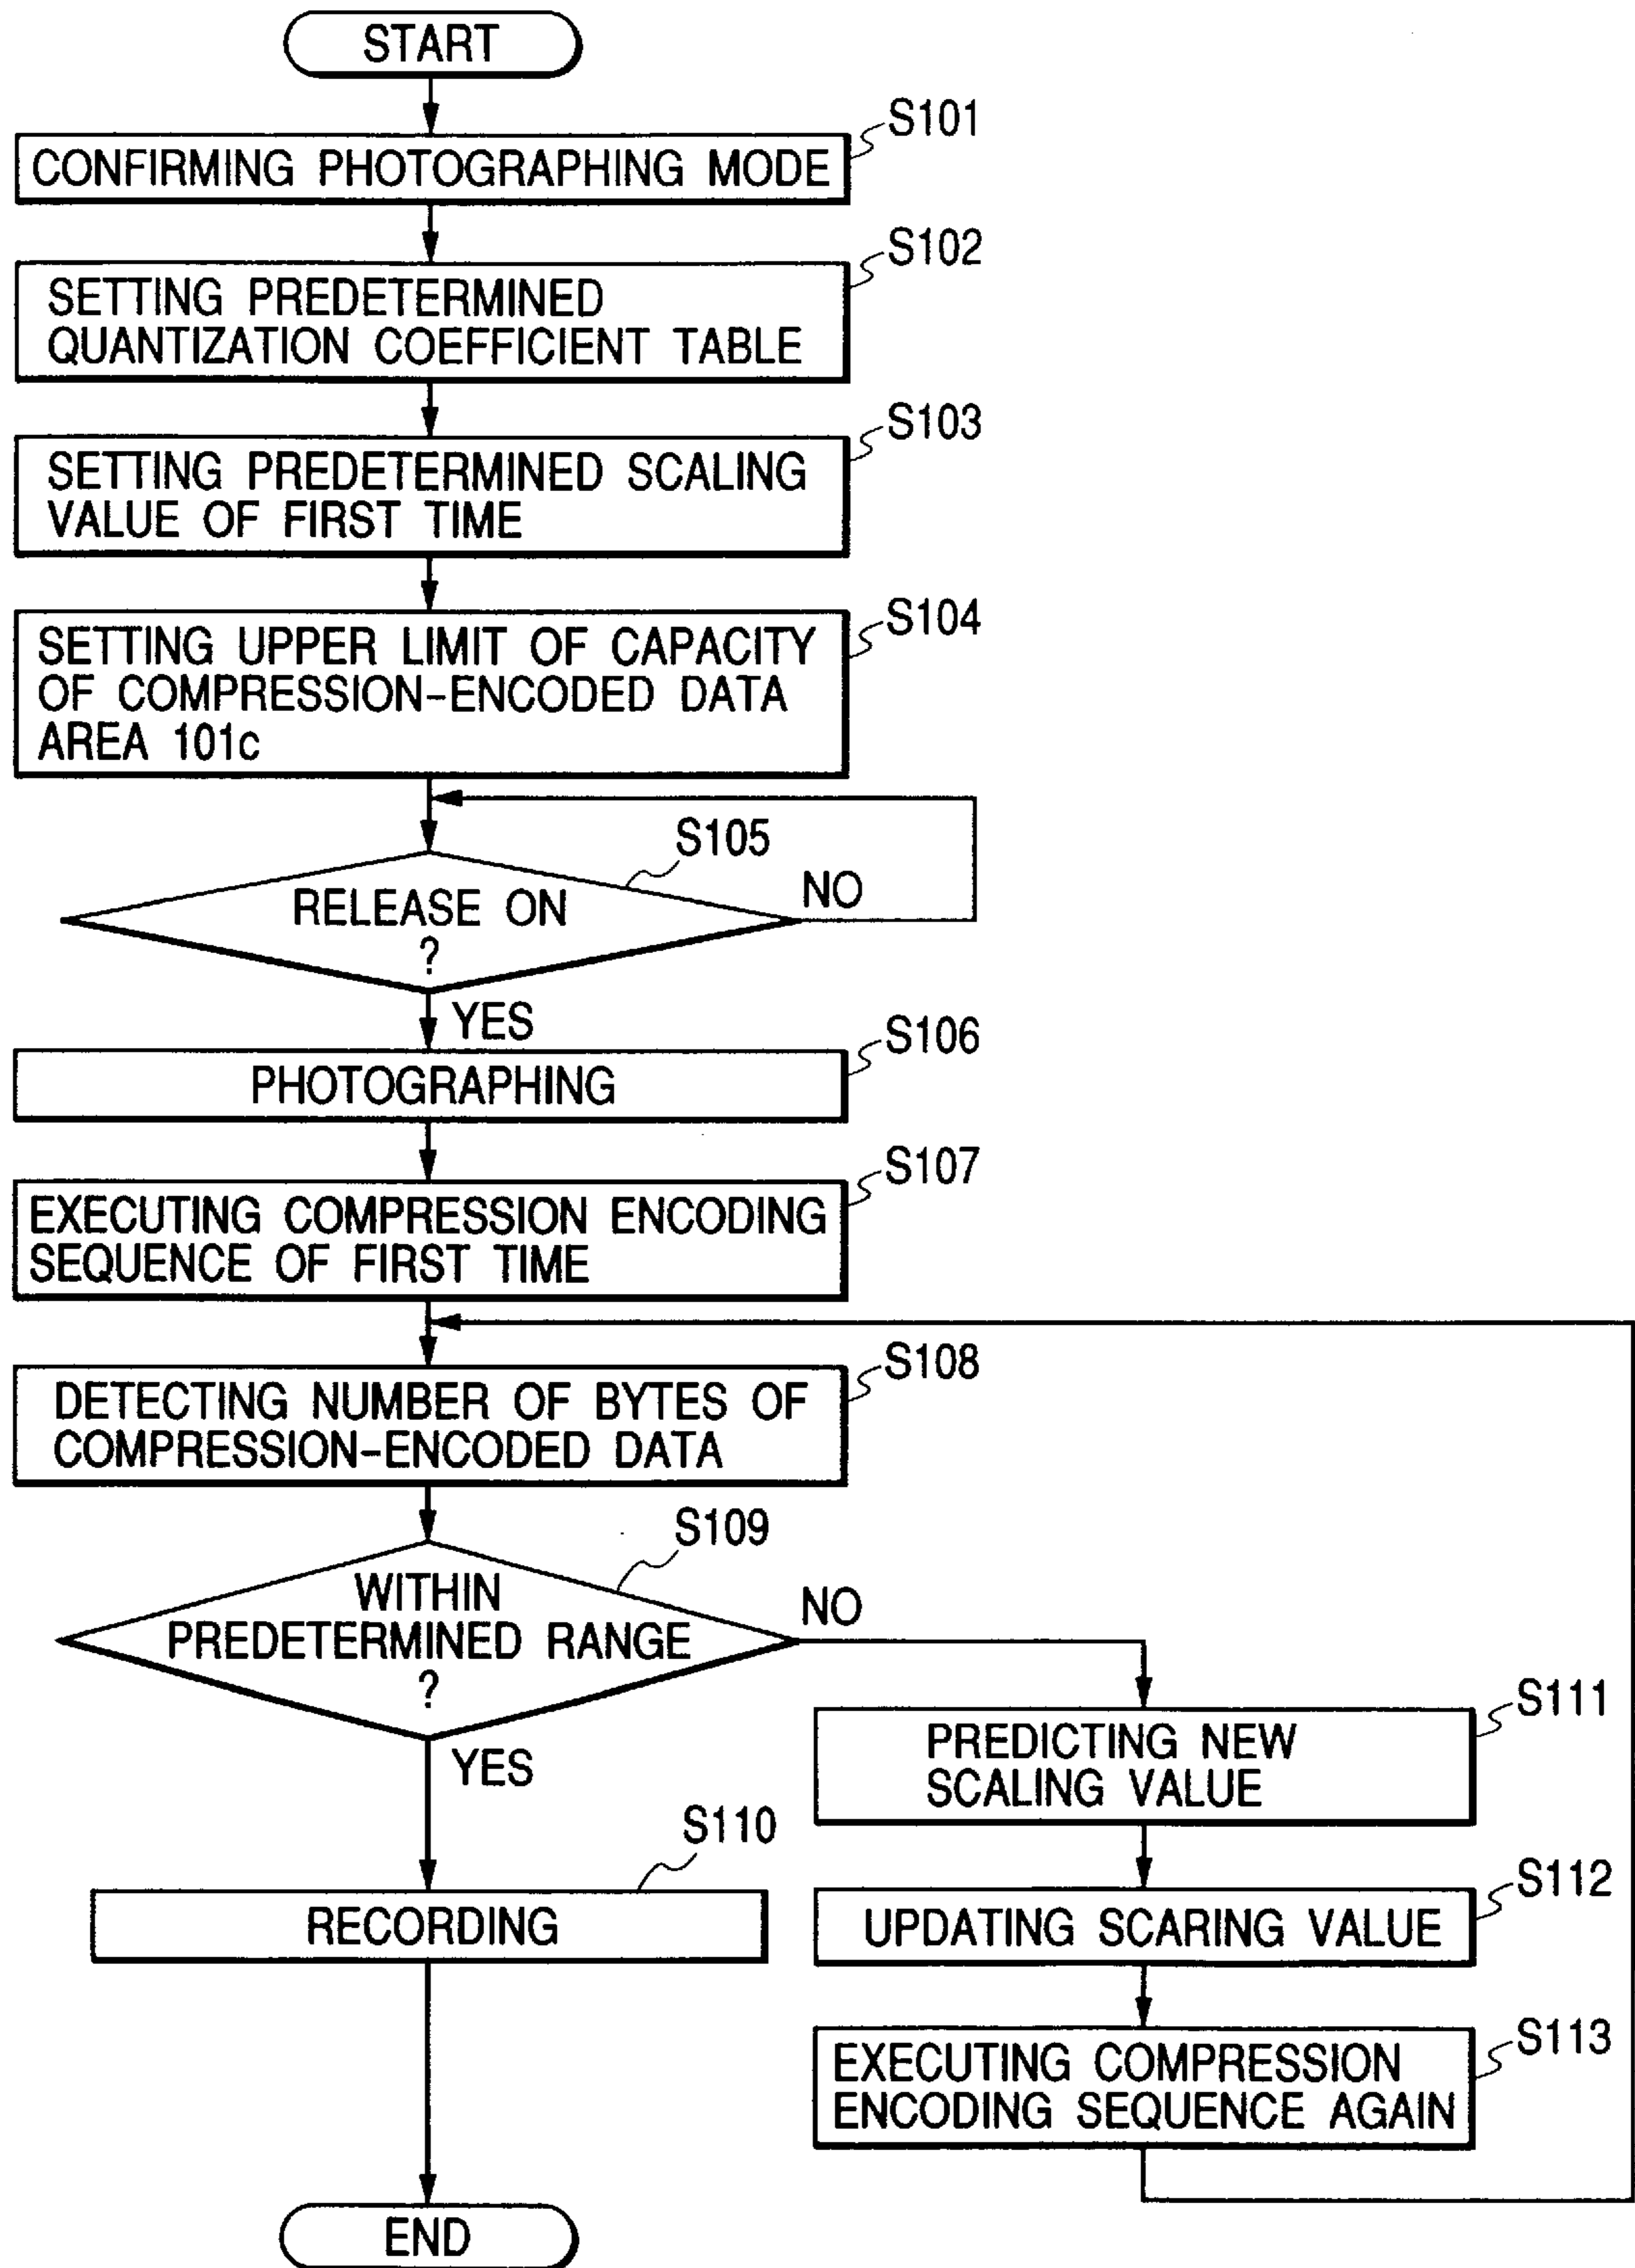 START
S101
CONFIRMING PHOTOGRAPHING MODE
S102
SETTING PREDETERMINED
QUANTIZATION COEFFICIENT TABLE
S103
SETTING PREDETERMINED SCALING
VALUE OF FIRST TIME
S104
SETTING UPPER LIMIT OF CAPACITY
OF COMPRESSION-ENCODED DATA
AREA 101c
S105
RELEASE ON
?
NO
YES
S106
PHOTOGRAPHING
S107
EXECUTING COMPRESSION ENCODING
SEQUENCE OF FIRST TIME
S108
DETECTING NUMBER OF BYTES OF
COMPRESSION-ENCODED DATA
S109
WITHIN
PREDETERMINED RANGE
?
NO
YES
S110
RECORDING
S111
PREDICTING NEW
SCALING VALUE
S112
UPDATING SCARING VALUE
S113
EXECUTING COMPRESSION
ENCODING SEQUENCE AGAIN
END